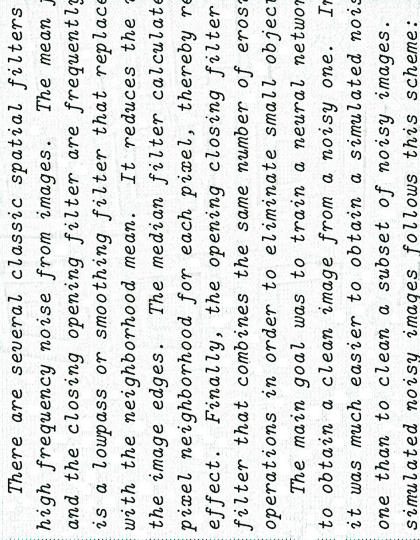 There are several classic spatial filters
high frequency noise from images. The mean
and the closing opening filter are frequently
is a lowpass or smoothing filter that replace
with the neighborhood mean. It reduces the
the image edges. The median filter calculate
pixel neighborhood for each pixel, thereby re
effect. Finally, the opening closing filter
filter that combines the same number of eros
operations in order to eliminate small object
The main goal was to train a neural networ
to obtain a clean image from a noisy one. In
it was much easier to obtain a simulated nois
one than to clean a subset of noisy images.
simulated noisy images follows this scheme: